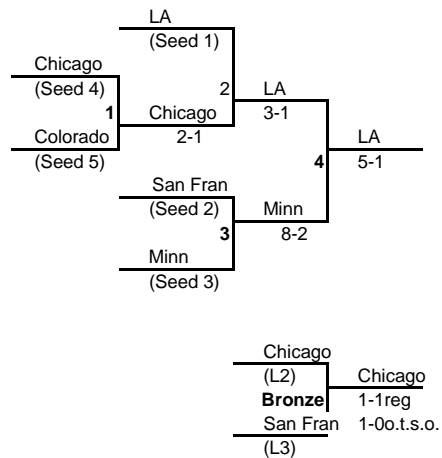 LA
(Seed 1)
Chicago
(Seed 4)
2
LA
1
Chicago
3-1
Colorado
2-1
LA
(Seed 5)
4
5-1
San Fran
(Seed 2)
Minn
3
8-2
Minn
(Seed 3)
Chicago
(L2)
Chicago
Bronze
1-1reg
San Fran
1-0o.t.s.o.
(L3)